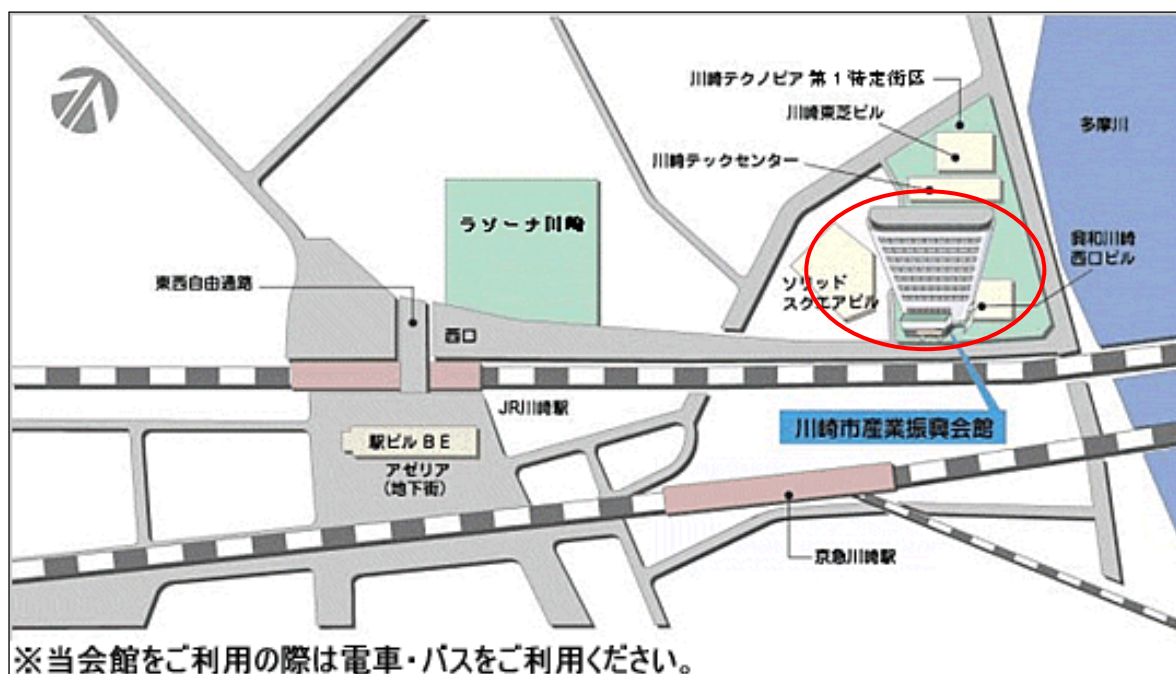 川崎テクノピア 第1特定街区
川崎東芝ビル
多摩川
川崎テックセンター
ラゾーナ川崎
興和川崎
西口ビル
東西自由通路
ソリッド
スクエアビル
西口
JR川崎駅
川崎市産業振興会館
駅ビル BE
アゼリア
(地下街)
京急川崎駅
※当会館をご利用の際は電車・バスをご利用ください。